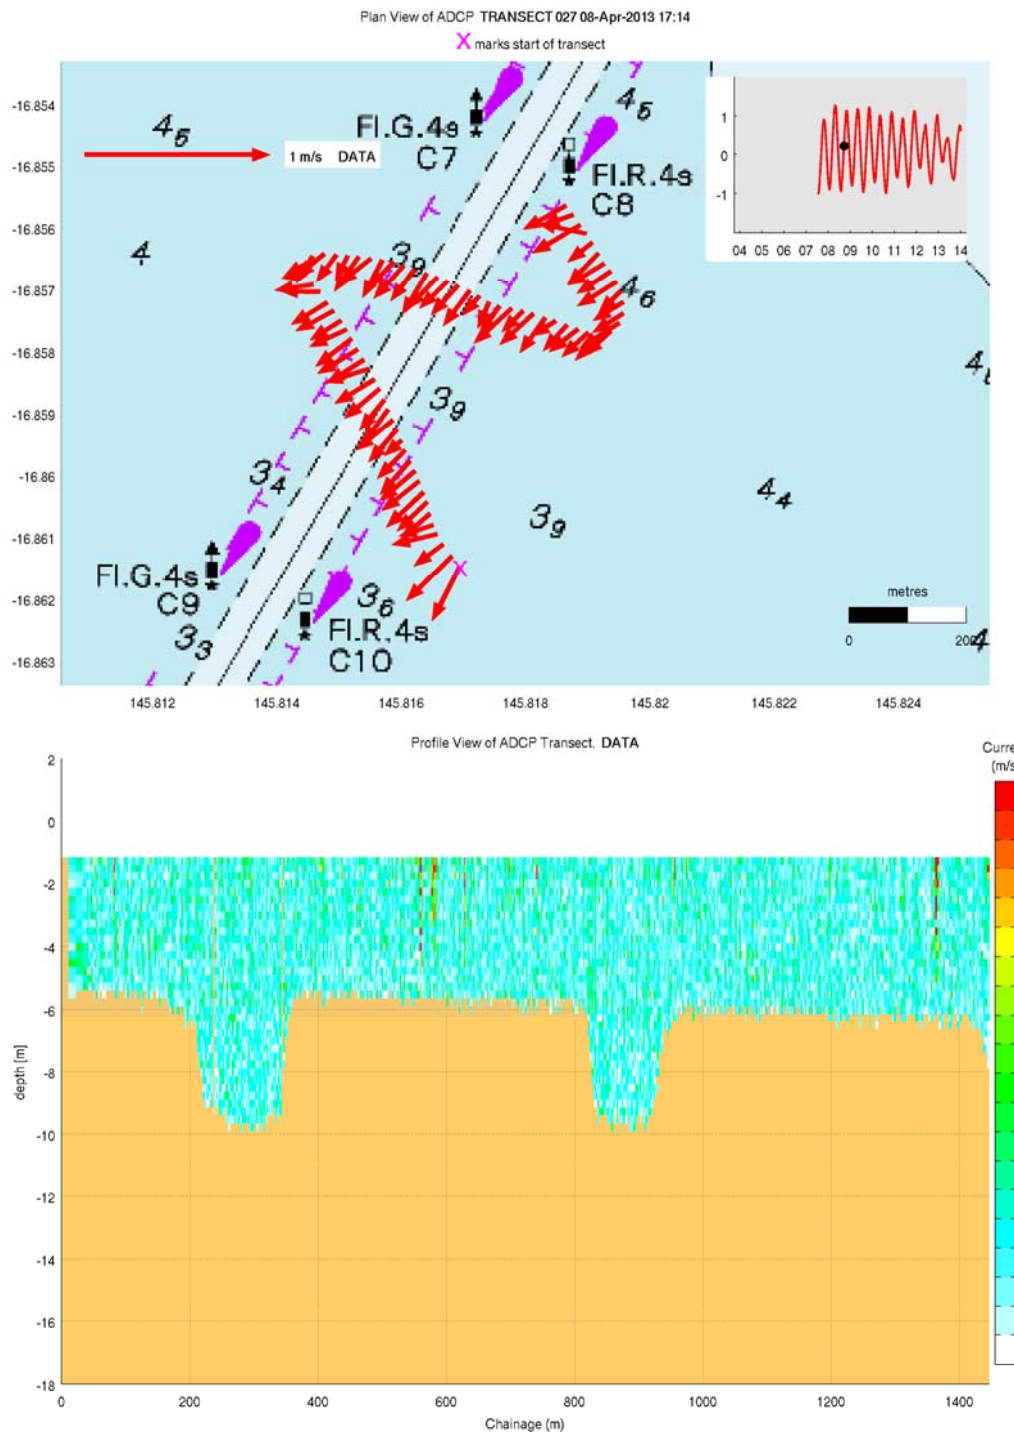 Plan View of ADCP TRANSECT 027 08-Apr-2013 17:14
X marks start of transect
-16.854
-16.855
-16.856
-16.857
-16.858
-16.859
-16.86
-16.861
-16.862
-16.863
4 5
Fl.G.4s
C7
4 5
Fl.R.4s
C8
1 m/s DATA
1
0
-1
04 05 06 07 08 09 10 11 12 13 14
4
3 9
4 6
3 9
3 4
4 4
3 9
Fl.G.4s
C9
3 6
Fl.R.4s
C10
3 3
metres
0
145.812 145.814 145.816 145.818 145.82 145.822 145.824
Profile View of ADCP Transect. DATA
2
0
-2
-4
-6
-8
-10
-12
-14
-16
-18
depth [m]
0 200 400 600 800 1000 1200 1400
Chainage (m)